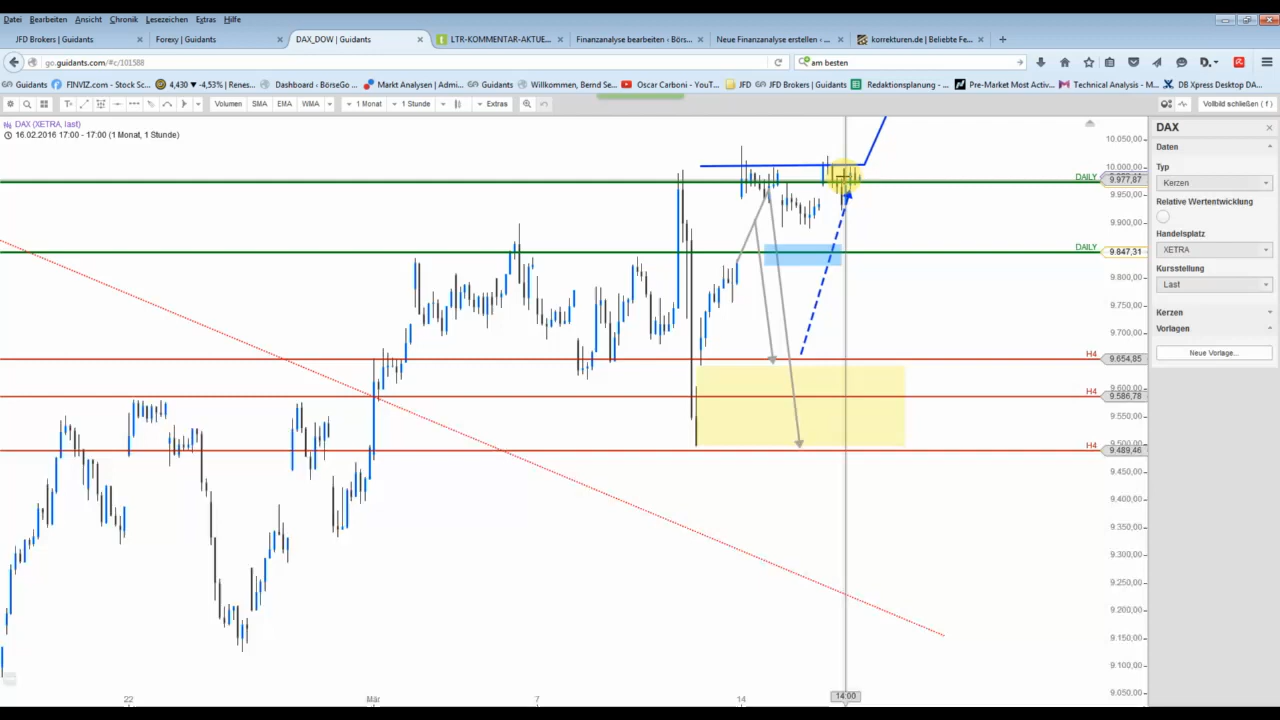 Datei Bearbeiten Ansicht Chronik Lesezeichen Extras Hilfe
JFD Brokers | Guidants × Forexy | Guidants × DAX_DOW | Guidants × LTR-KOMMENTAR-AKTUE... × Finanzanalyse bearbeiten ‹ Börs... × Neue Finanzanalyse erstellen ‹ ... × korrekturen.de | Beliebte Fe... × +
go.guidants.com/#c/101588 am besten
Guidants FINVIZ.com - Stock Sc... 4,430 ▼ -4,53% | Renes... Dashboard ‹ BörseGo ... Markt Analysen | Admi... Guidants Willkommen, Bernd Se... Oscar Carboni - YouTu... JFD JFD Brokers | Guidants Redaktionsplanung - ... Pre-Market Most Activ... Technical Analysis - M... DB Xpress Desktop DA...
Volumen SMA EMA WMA 1 Monat 1 Stunde Extras Vollbild schließen ( f )
DAX (XETRA, last)
16.02.2016 17:00 - 17:00 (1 Monat, 1 Stunde)
10.050,00
10.000,00
DAILY 9.977,87
9.950,00
9.900,00
DAILY 9.847,31
9.800,00
9.750,00
9.700,00
H4 9.654,85
9.600,00
H4 9.586,78
9.550,00
9.500,00
H4 9.489,46
9.450,00
9.400,00
9.350,00
9.300,00
9.250,00
9.200,00
9.150,00
9.100,00
9.050,00
22 Mär 7 14 14:00
DAX
Daten
Typ
Kerzen
Relative Wertentwicklung
Handelsplatz
XETRA
Kursstellung
Last
Kerzen
Vorlagen
Neue Vorlage...